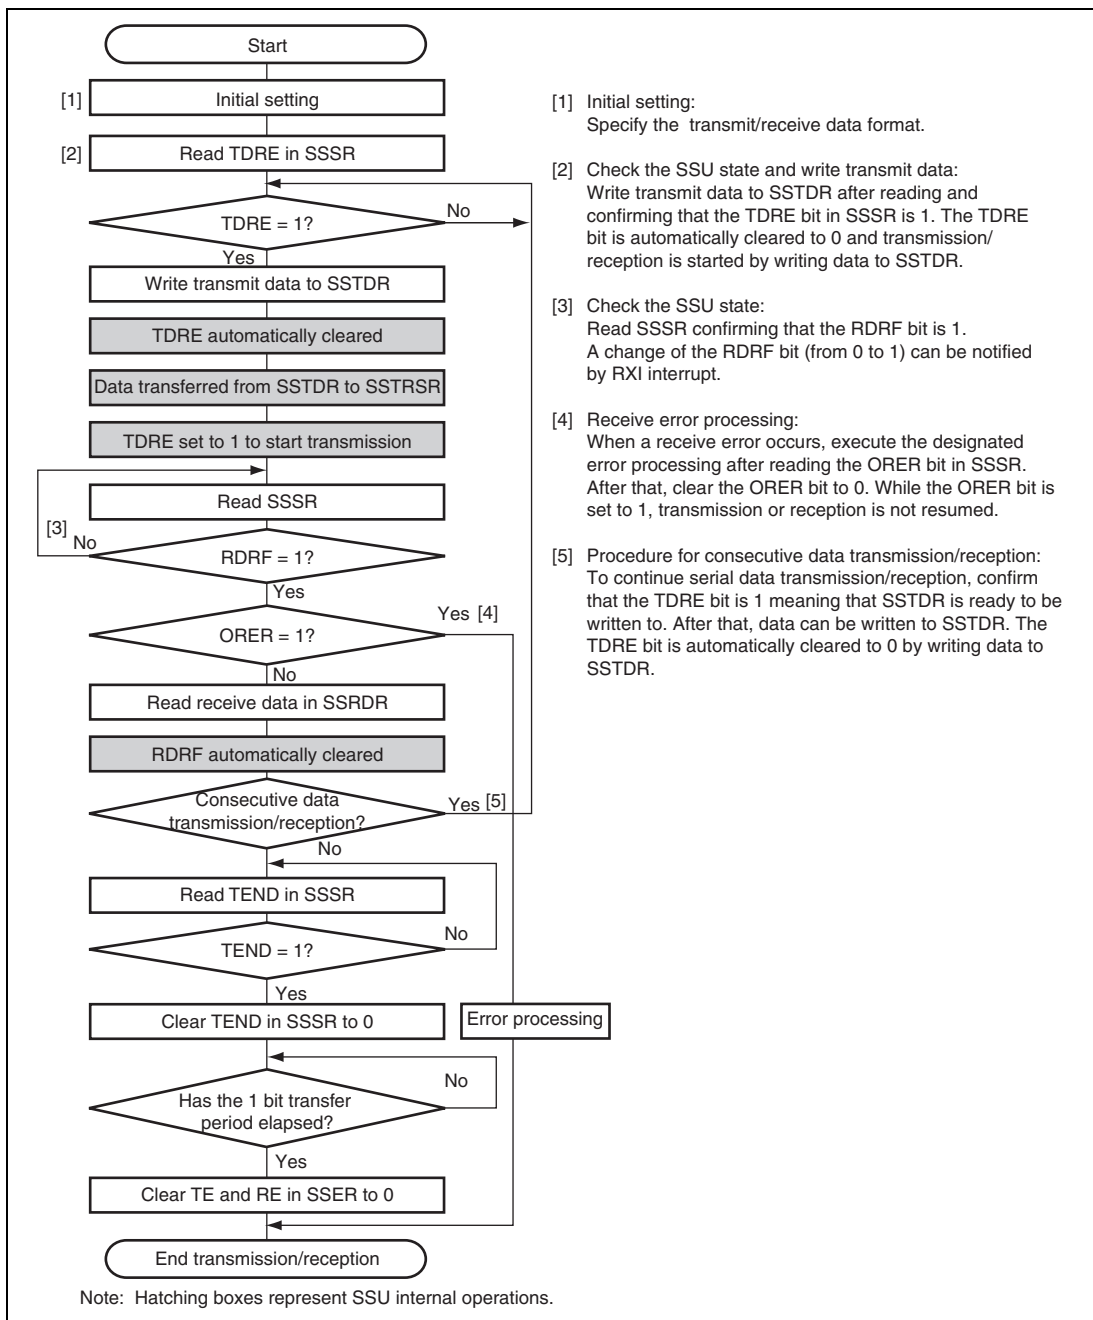 Start
[1] Initial setting
[2] Read TDRE in SSSR
TDRE = 1?
No
Yes
Write transmit data to SSTDR
TDRE automatically cleared
Data transferred from SSTDR to SSTRSR
TDRE set to 1 to start transmission
Read SSSR
[3]
No
RDRF = 1?
Yes
Yes [4]
ORER = 1?
No
Read receive data in SSRDR
RDRF automatically cleared
Consecutive data
transmission/reception?
Yes [5]
No
Read TEND in SSSR
No
TEND = 1?
Yes
Clear TEND in SSSR to 0
Error processing
No
Has the 1 bit transfer
period elapsed?
Yes
Clear TE and RE in SSER to 0
End transmission/reception
[1] Initial setting:
Specify the transmit/receive data format.
[2] Check the SSU state and write transmit data:
Write transmit data to SSTDR after reading and
confirming that the TDRE bit in SSSR is 1. The TDRE
bit is automatically cleared to 0 and transmission/
reception is started by writing data to SSTDR.
[3] Check the SSU state:
Read SSSR confirming that the RDRF bit is 1.
A change of the RDRF bit (from 0 to 1) can be notified
by RXI interrupt.
[4] Receive error processing:
When a receive error occurs, execute the designated
error processing after reading the ORER bit in SSSR.
After that, clear the ORER bit to 0. While the ORER bit is
set to 1, transmission or reception is not resumed.
[5] Procedure for consecutive data transmission/reception:
To continue serial data transmission/reception, confirm
that the TDRE bit is 1 meaning that SSTDR is ready to be
written to. After that, data can be written to SSTDR. The
TDRE bit is automatically cleared to 0 by writing data to
SSTDR.
Note: Hatching boxes represent SSU internal operations.